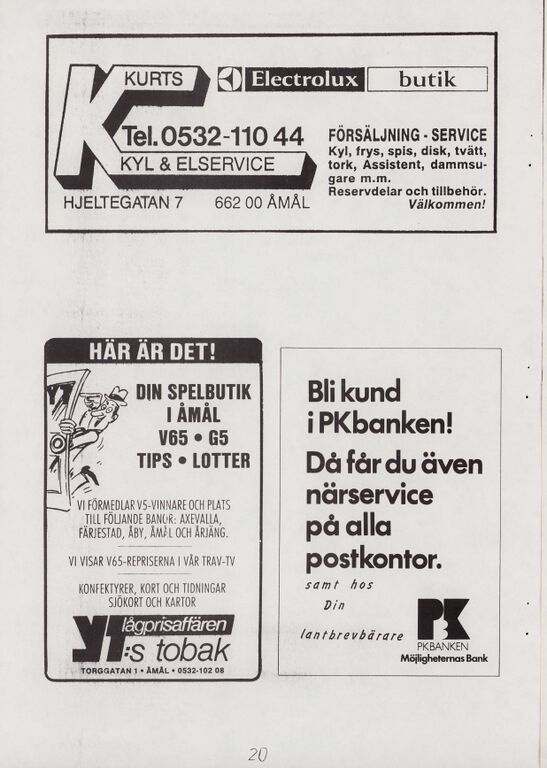 KURTS
Electrolux butik
Tel. 0532-110 44
KYL & ELSERVICE
HJELTEGATAN 7 662 00 ÅMÅL
FÖRSÄLJNING - SERVICE
Kyl, frys, spis, disk, tvätt,
tork, Assistent, dammsu-
gare m.m.
Reservdelar och tillbehör.
Välkommen!
HÄR ÄR DET!
DIN SPELBUTIK
I ÅMÅL
V65 • G5
TIPS • LOTTER
VI FÖRMEDLAR V5-VINNARE OCH PLATS
TILL FÖLJANDE BANOR: AXEVALLA,
FÄRJESTAD, ÅBY, ÅMÅL OCH ÅRJÄNG.
VI VISAR V65-REPRISERNA I VÅR TRAV-TV
KONFEKTYRER, KORT OCH TIDNINGAR
SJÖKORT OCH KARTOR
lågprisaffären
Y1:s tobak
TORGGATAN 1 • ÅMÅL • 0532-102 08
Bli kund
i PKbanken!
Då får du även
närservice
på alla
postkontor.
samt hos
Din
lantbrevbärare
PK
PKBANKEN
Möjligheternas Bank
20